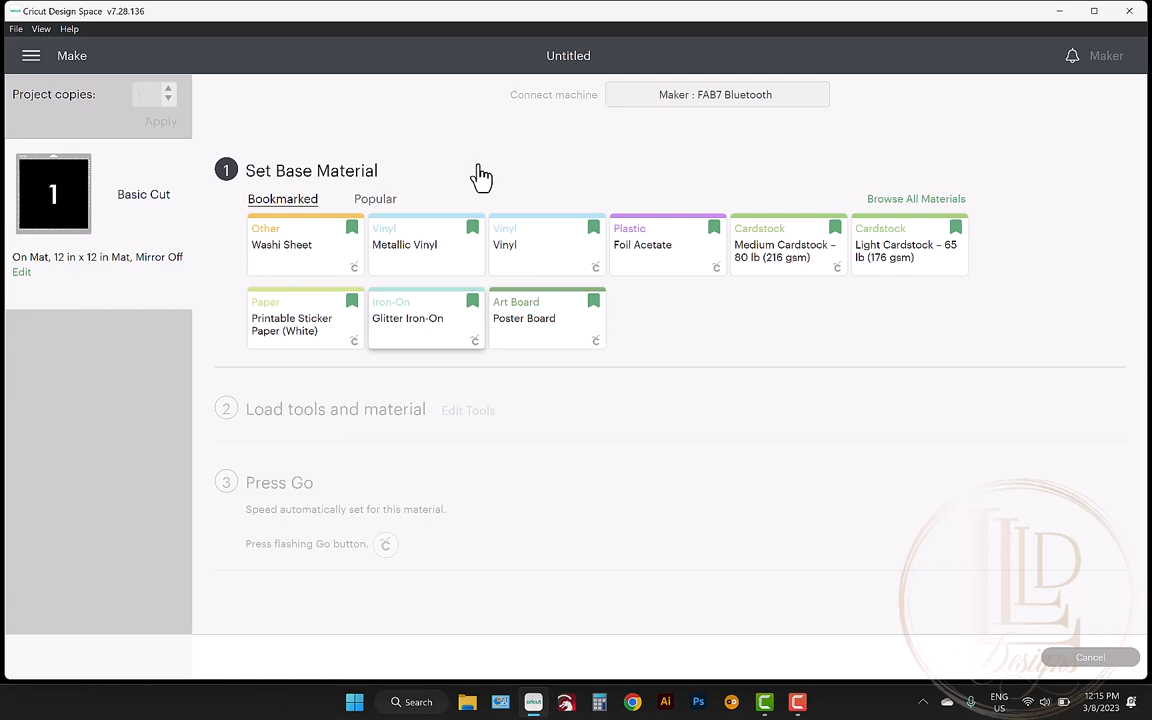 Cricut Design Space v7.28.136
File View Help
Make
Untitled
Maker
Project copies:
Apply
Connect machine
Maker : FAB7 Bluetooth
1
Basic Cut
On Mat, 12 in x 12 in Mat, Mirror Off
Edit
1 Set Base Material
Bookmarked Popular Browse All Materials
Other
Washi Sheet
Vinyl
Metallic Vinyl
Vinyl
Vinyl
Plastic
Foil Acetate
Cardstock
Medium Cardstock –
80 lb (216 gsm)
Cardstock
Light Cardstock – 65
lb (176 gsm)
Paper
Printable Sticker
Paper (White)
Iron-On
Glitter Iron-On
Art Board
Poster Board
2 Load tools and material Edit Tools
3 Press Go
Speed automatically set for this material.
Press flashing Go button.
LLD
Designs
Cancel
Search
cricut
Ai
Ps
ENG
US
12:15 PM
3/8/2023